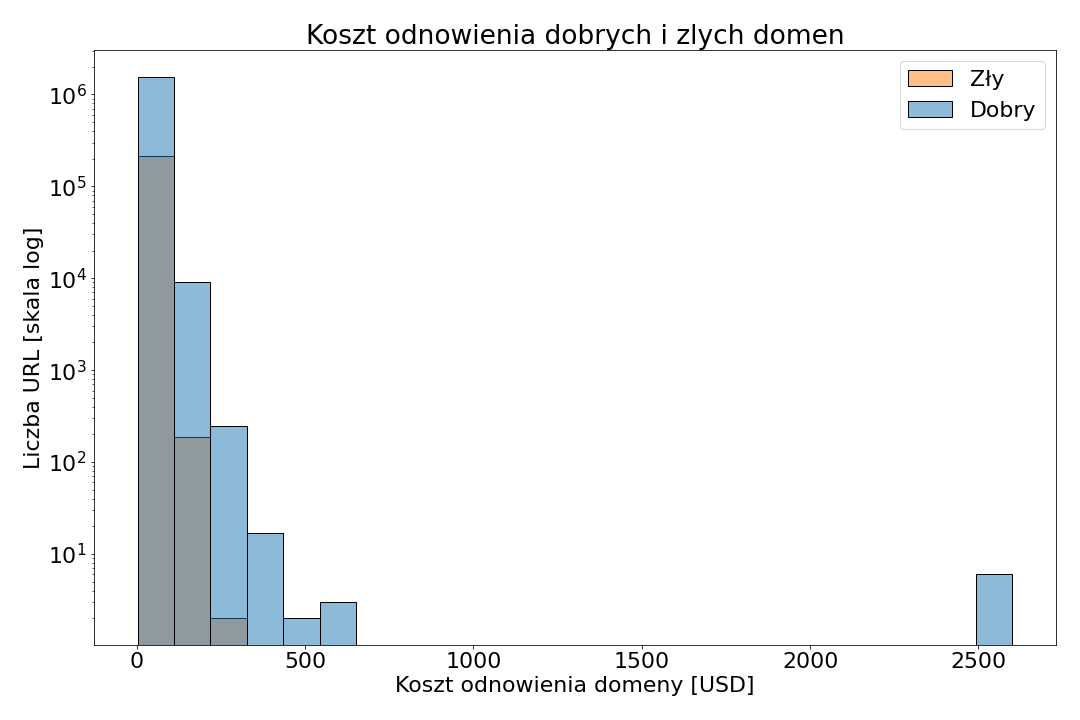 Koszt odnowienia dobrych i zlych domen
Zły
Dobry
Liczba URL [skala log]
10^6
10^5
10^4
10^3
10^2
10^1
0 500 1000 1500 2000 2500
Koszt odnowienia domeny [USD]